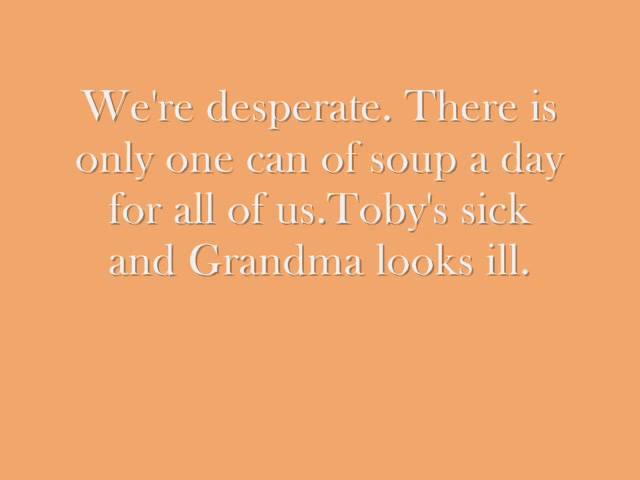 We're desperate. There is
only one can of soup a day
for all of us.Toby's sick
and Grandma looks ill.